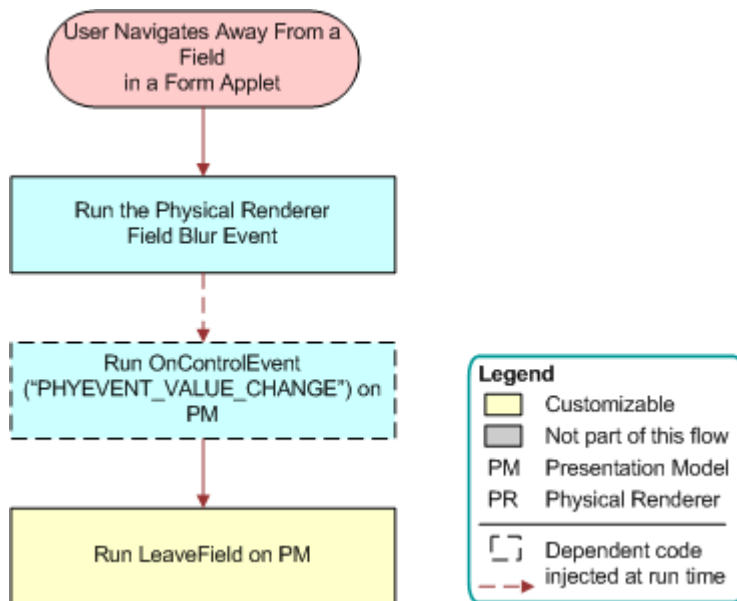 User Navigates Away From a
Field
in a Form Applet
Run the Physical Renderer
Field Blur Event
Run OnControlEvent
(“PHYEVENT_VALUE_CHANGE”) on
PM
Run LeaveField on PM
Legend
Customizable
Not part of this flow
PM Presentation Model
PR Physical Renderer
Dependent code
injected at run time